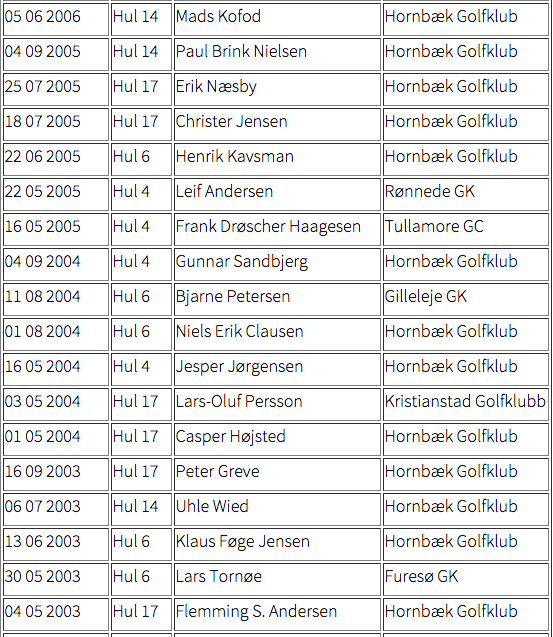 05 06 2006 Hul 14 Mads Kofod Hornbæk Golfklub
04 09 2005 Hul 14 Paul Brink Nielsen Hornbæk Golfklub
25 07 2005 Hul 17 Erik Næsby Hornbæk Golfklub
18 07 2005 Hul 17 Christer Jensen Hornbæk Golfklub
22 06 2005 Hul 6 Henrik Kavsman Hornbæk Golfklub
22 05 2005 Hul 4 Leif Andersen Rønnede GK
16 05 2005 Hul 4 Frank Drøscher Haagesen Tullamore GC
04 09 2004 Hul 4 Gunnar Sandbjerg Hornbæk Golfklub
11 08 2004 Hul 6 Bjarne Petersen Gilleleje GK
01 08 2004 Hul 6 Niels Erik Clausen Hornbæk Golfklub
16 05 2004 Hul 4 Jesper Jørgensen Hornbæk Golfklub
03 05 2004 Hul 17 Lars-Oluf Persson Kristianstad Golfklubb
01 05 2004 Hul 17 Casper Højsted Hornbæk Golfklub
16 09 2003 Hul 17 Peter Greve Hornbæk Golfklub
06 07 2003 Hul 14 Uhle Wied Hornbæk Golfklub
13 06 2003 Hul 6 Klaus Føge Jensen Hornbæk Golfklub
30 05 2003 Hul 6 Lars Tornøe Furesø GK
04 05 2003 Hul 17 Flemming S. Andersen Hornbæk Golfklub